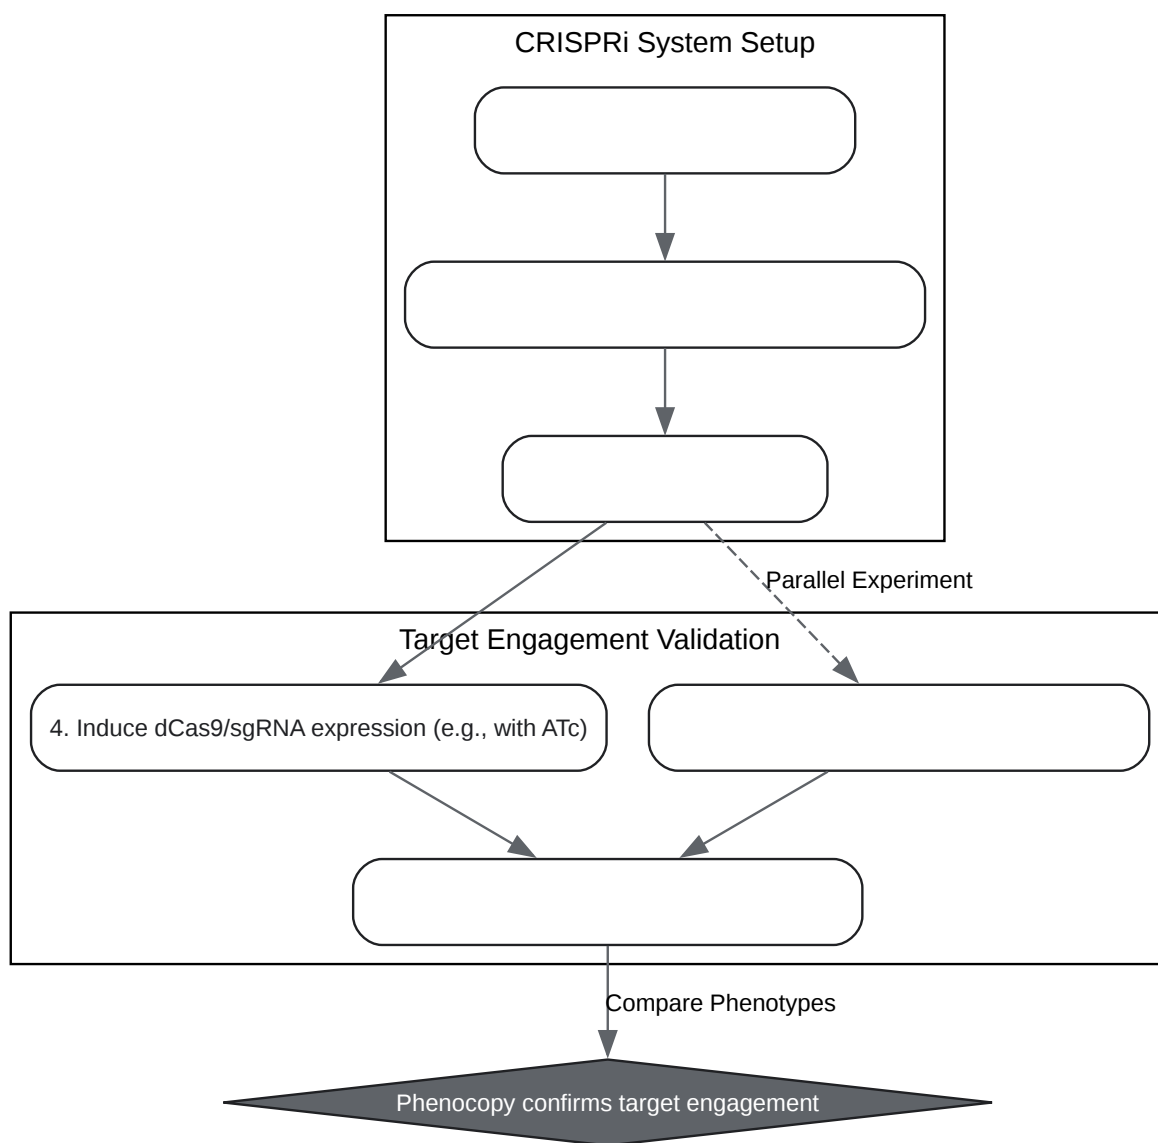 CRISPRi System Setup
Parallel Experiment
Target Engagement Validation
4. Induce dCas9/sgRNA expression (e.g., with ATc)
Compare Phenotypes
Phenocopy confirms target engagement